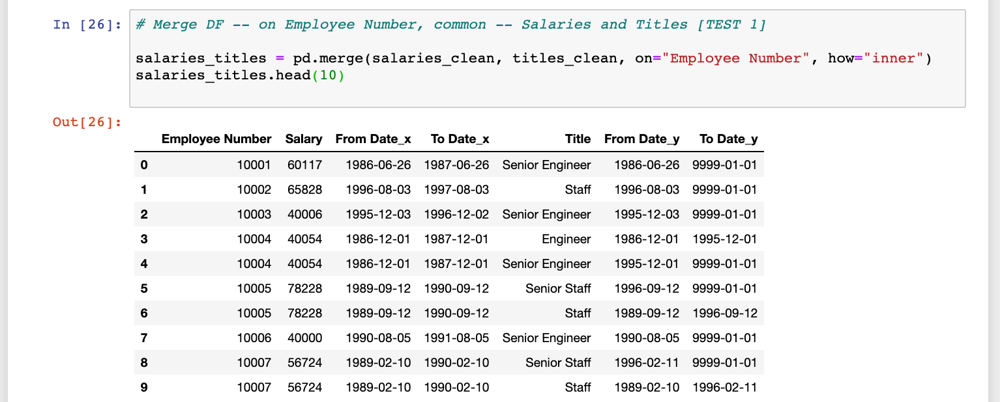 In [26]: # Merge DF -- on Employee Number, common -- Salaries and Titles [TEST 1]
salaries_titles = pd.merge(salaries_clean, titles_clean, on="Employee Number", how="inner")
salaries_titles.head(10)
Out[26]:
Employee Number Salary From Date_x To Date_x Title From Date_y To Date_y
0 10001 60117 1986-06-26 1987-06-26 Senior Engineer 1986-06-26 9999-01-01
1 10002 65828 1996-08-03 1997-08-03 Staff 1996-08-03 9999-01-01
2 10003 40006 1995-12-03 1996-12-02 Senior Engineer 1995-12-03 9999-01-01
3 10004 40054 1986-12-01 1987-12-01 Engineer 1986-12-01 1995-12-01
4 10004 40054 1986-12-01 1987-12-01 Senior Engineer 1995-12-01 9999-01-01
5 10005 78228 1989-09-12 1990-09-12 Senior Staff 1996-09-12 9999-01-01
6 10005 78228 1989-09-12 1990-09-12 Staff 1989-09-12 1996-09-12
7 10006 40000 1990-08-05 1991-08-05 Senior Engineer 1990-08-05 9999-01-01
8 10007 56724 1989-02-10 1990-02-10 Senior Staff 1996-02-11 9999-01-01
9 10007 56724 1989-02-10 1990-02-10 Staff 1989-02-10 1996-02-11